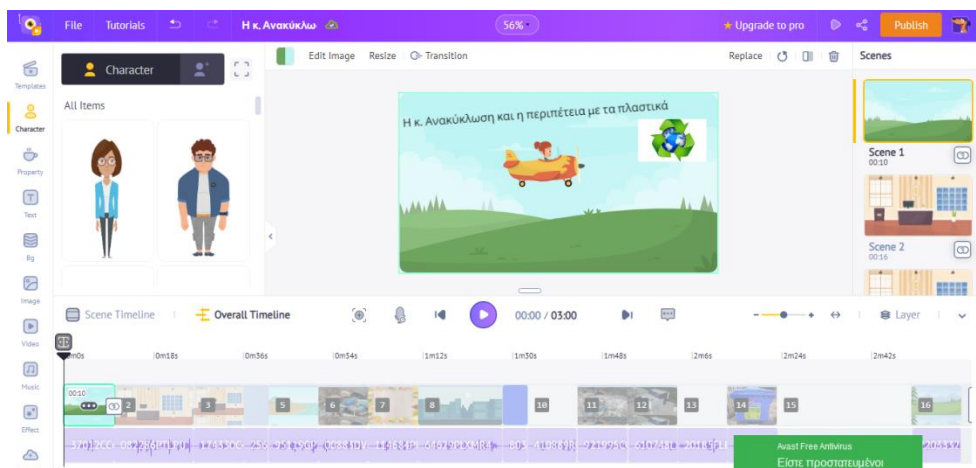 File Tutorials Η κ. Ανακύκλω 56% Upgrade to pro Publish
Templates
Character
Property
Text
Bg
Image
Video
Music
Effect
Character
All Items
Edit Image Resize Transition Replace
Η κ. Ανακύκλωση και η περιπέτεια με τα πλαστικά
Scenes
Scene 1
00:10
Scene 2
00:16
Scene Timeline Overall Timeline 00:00 / 03:00 Layer
0m0s 0m18s 0m36s 0m54s 1m12s 1m30s 1m48s 2m6s 2m24s 2m42s
00:10 2 3 5 6 7 8 10 11 12 13 14 15 16
Avast Free Antivirus
Είστε προστατευμένοι